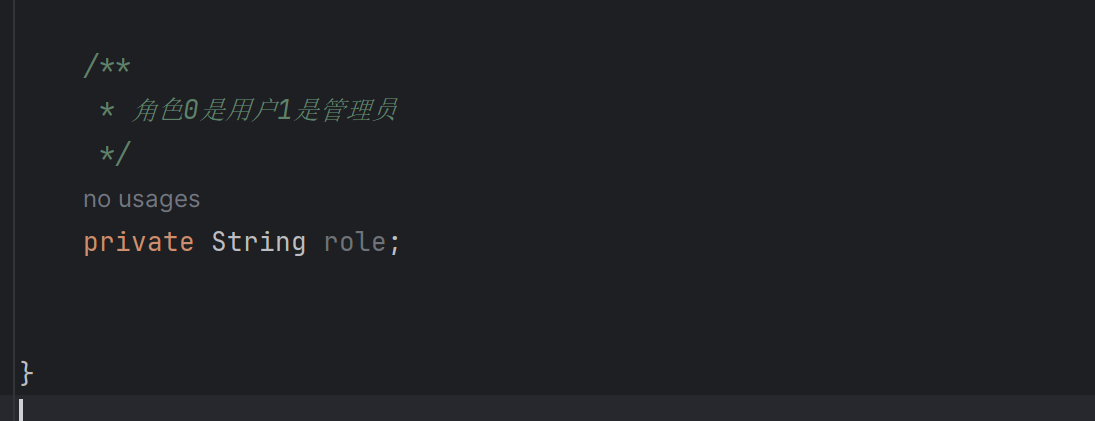 /**
* 角色0是用户1是管理员
*/
no usages
private String role;
}